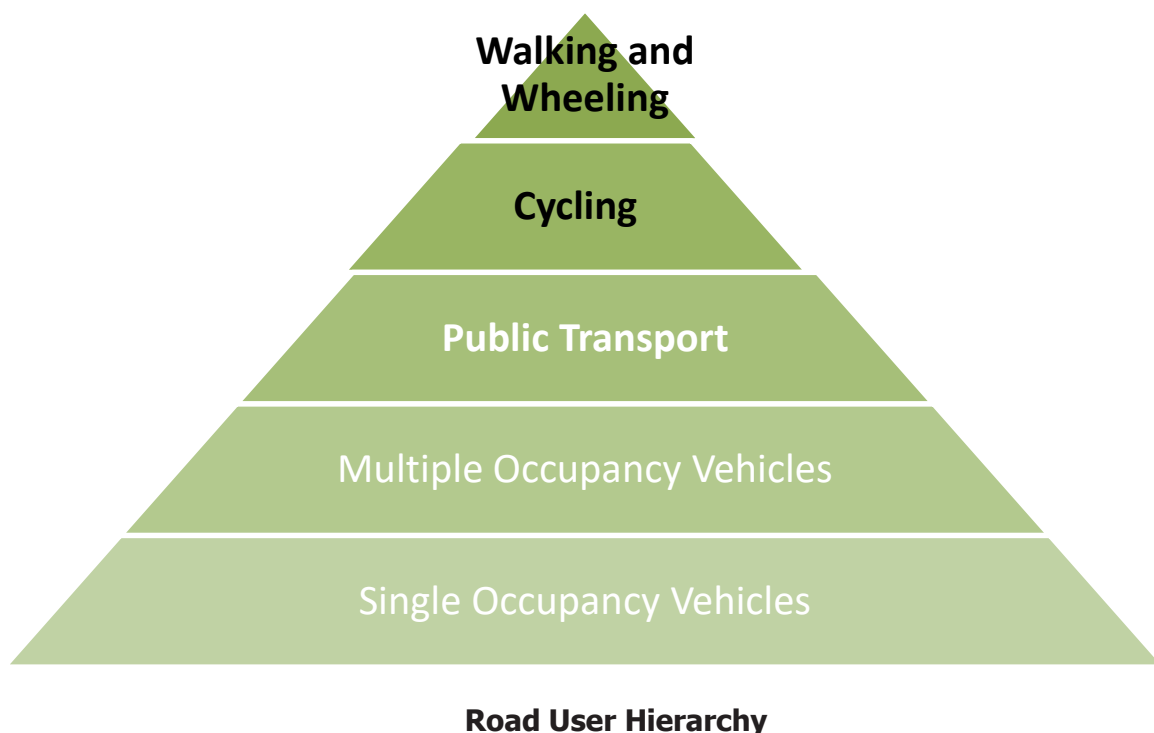 Walking and
Wheeling
Cycling
Public Transport
Multiple Occupancy Vehicles
Single Occupancy Vehicles
Road User Hierarchy